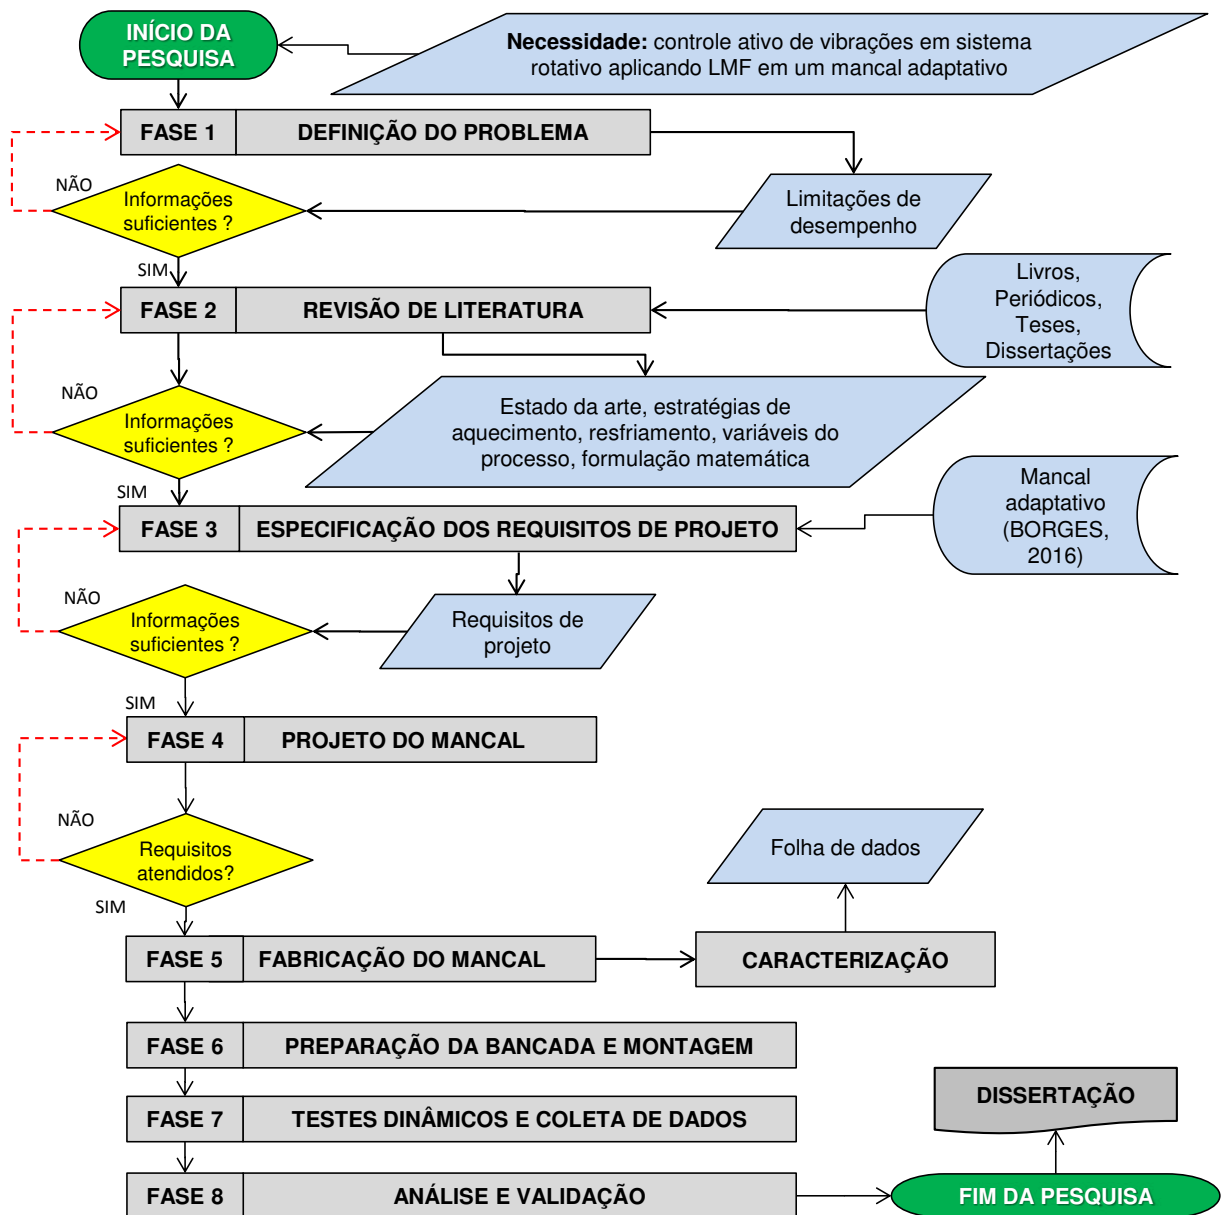 INÍCIO DA
PESQUISA
Necessidade: controle ativo de vibrações em sistema
rotativo aplicando LMF em um mancal adaptativo
FASE 1
DEFINIÇÃO DO PROBLEMA
NÃO
Informações
suficientes ?
Limitações de
desempenho
SIM
FASE 2
REVISÃO DE LITERATURA
Livros,
Periódicos,
Teses,
Dissertações
NÃO
Informações
suficientes ?
Estado da arte, estratégias de
aquecimento, resfriamento, variáveis do
processo, formulação matemática
SIM
FASE 3
ESPECIFICAÇÃO DOS REQUISITOS DE PROJETO
Mancal
adaptativo
(BORGES,
2016)
NÃO
Informações
suficientes ?
Requisitos de
projeto
SIM
FASE 4
PROJETO DO MANCAL
NÃO
Requisitos
atendidos?
Folha de dados
SIM
FASE 5
FABRICAÇÃO DO MANCAL
CARACTERIZAÇÃO
FASE 6
PREPARAÇÃO DA BANCADA E MONTAGEM
FASE 7
TESTES DINÂMICOS E COLETA DE DADOS
DISSERTAÇÃO
FASE 8
ANÁLISE E VALIDAÇÃO
FIM DA PESQUISA